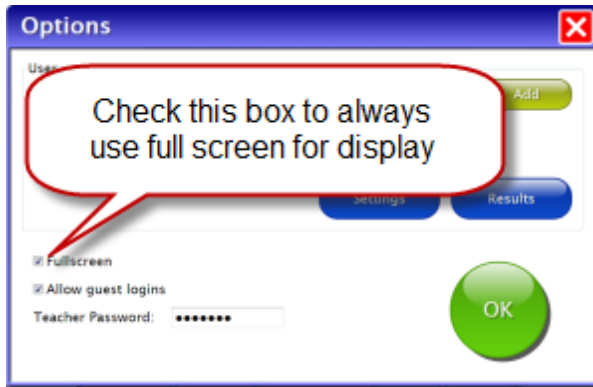 Options
User
Add
Check this box to always
use full screen for display
Settings
Results
Fullscreen
Allow guest logins
Teacher Password: •••••••
OK